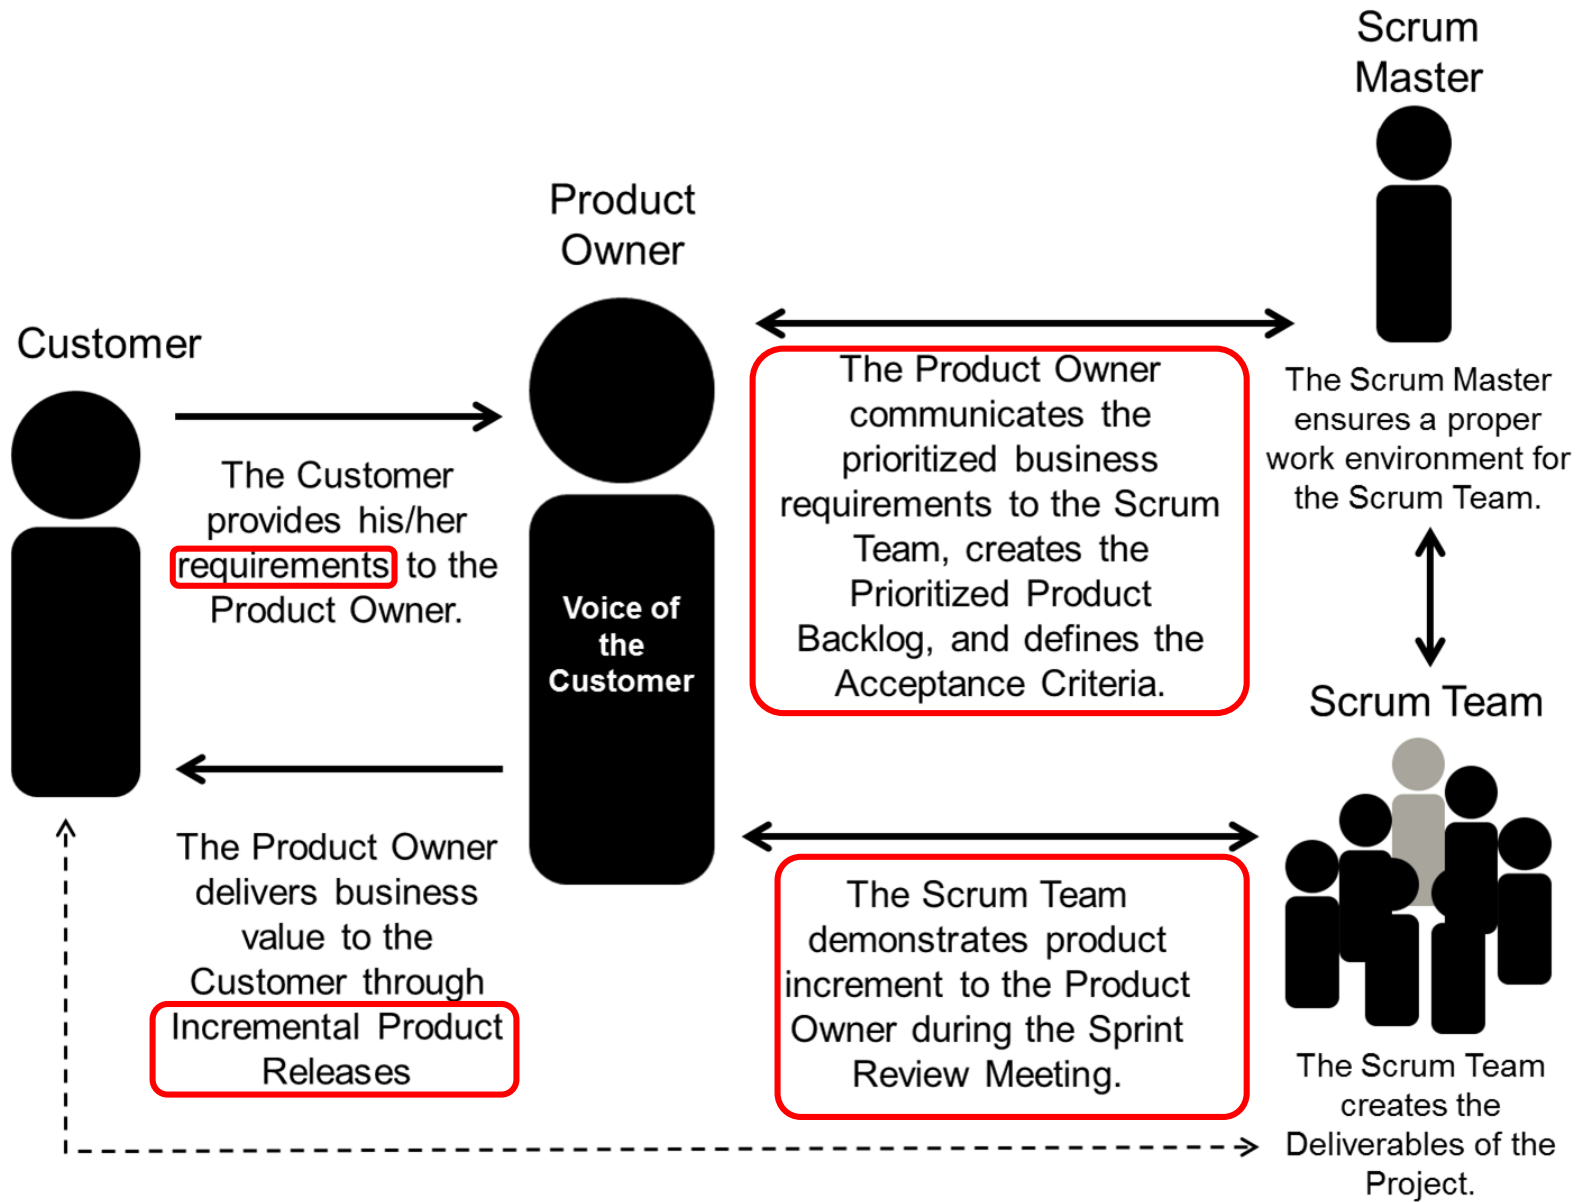 Scrum
Master
Product
Owner
Customer
The Customer
provides his/her
requirements to the
Product Owner.
Voice of
the
Customer
The Product Owner
communicates the
prioritized business
requirements to the Scrum
Team, creates the
Prioritized Product
Backlog, and defines the
Acceptance Criteria.
The Scrum Master
ensures a proper
work environment for
the Scrum Team.
Scrum Team
The Product Owner
delivers business
value to the
Customer through
Incremental Product
Releases
The Scrum Team
demonstrates product
increment to the Product
Owner during the Sprint
Review Meeting.
The Scrum Team
creates the
Deliverables of the
Project.